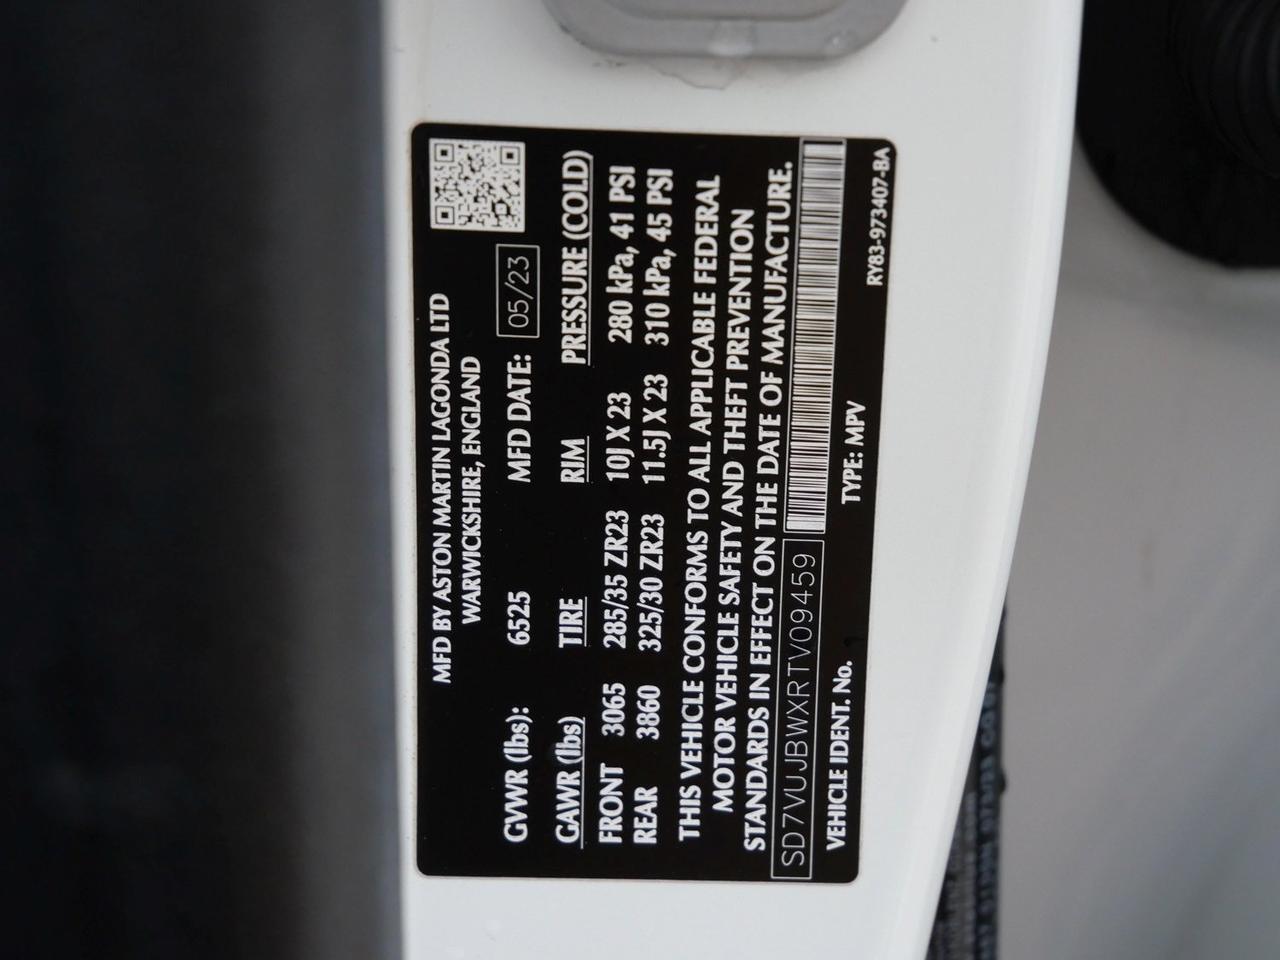 MFD BY ASTON MARTIN LAGONDA LTD
WARWICKSHIRE, ENGLAND
GVWR (lbs): 6525 MFD DATE: 05/23
GAWR (lbs) TIRE RIM PRESSURE (COLD)
FRONT 3065 285/35 ZR23 10J X 23 280 kPa, 41 PSI
REAR 3860 325/30 ZR23 11.5J X 23 310 kPa, 45 PSI
THIS VEHICLE CONFORMS TO ALL APPLICABLE FEDERAL
MOTOR VEHICLE SAFETY AND THEFT PREVENTION
STANDARDS IN EFFECT ON THE DATE OF MANUFACTURE.
SD7VUJBWXRTV09459
VEHICLE IDENT. No. TYPE: MPV
RY83-973407-BA